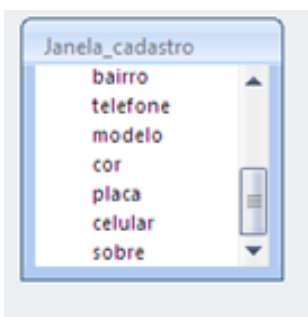 Janela_cadastro
bairro
telefone
modelo
cor
placa
celular
sobre